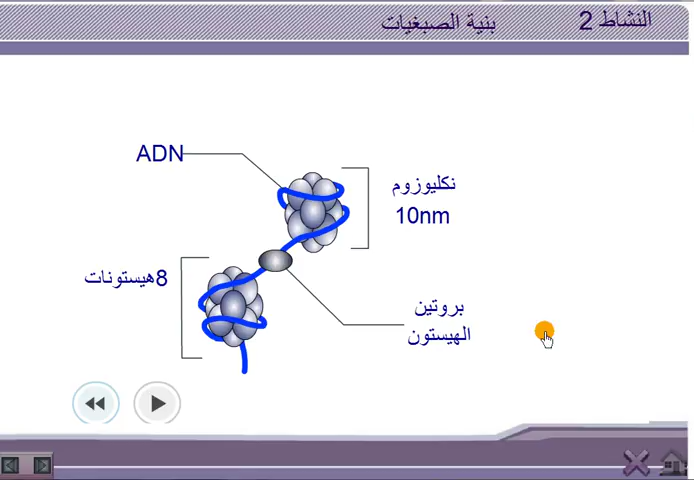 النشاط 2
بنية الصبغيات
ADN
نكليوزوم
10nm
8هيستونات
بروتين
الهيستون